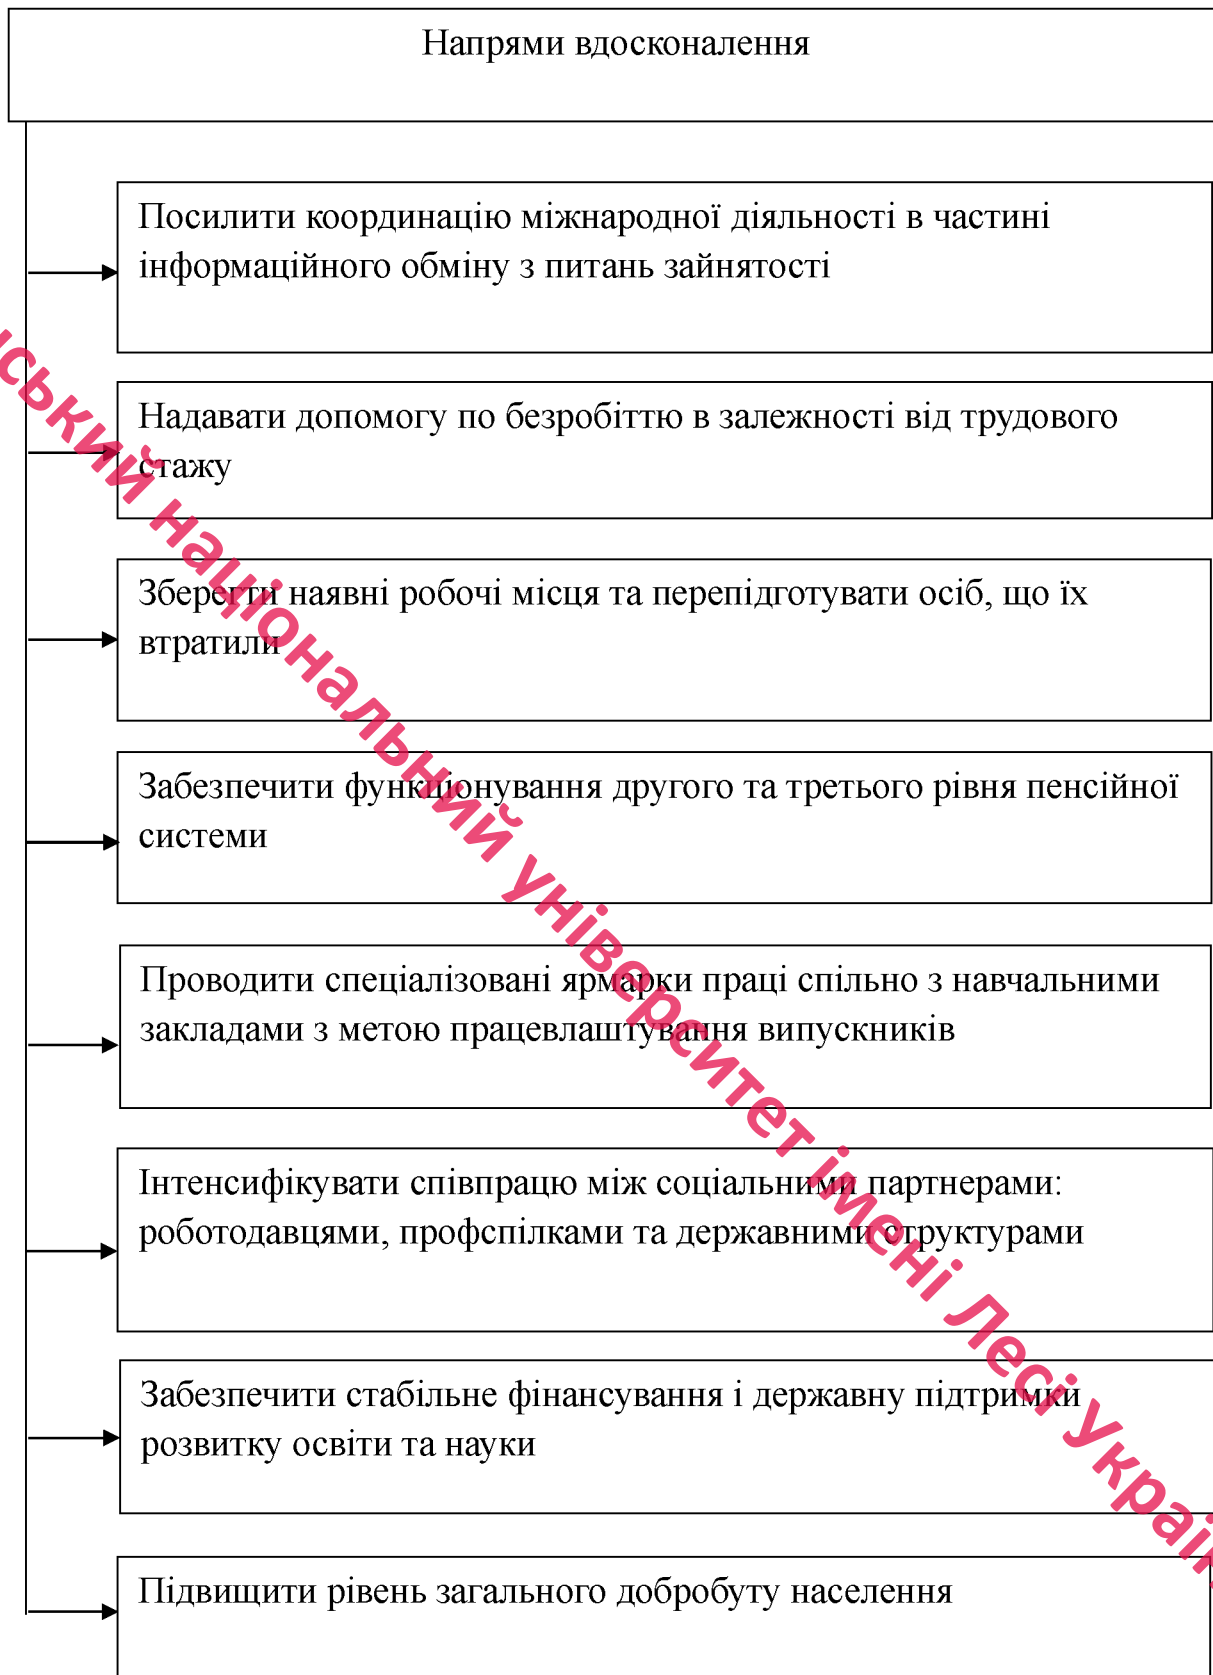 Напрями вдосконалення
Посилити координацію міжнародної діяльності в частині
інформаційного обміну з питань зайнятості
Надавати допомогу по безробіттю в залежності від трудового
стажу
Зберегти наявні робочі місця та перепідготувати осіб, що їх
втратили
Забезпечити функціонування другого та третього рівня пенсійної
системи
Проводити спеціалізовані ярмарки праці спільно з навчальними
закладами з метою працевлаштування випускників
Інтенсифікувати співпрацю між соціальними партнерами:
роботодавцями, профспілками та державними структурами
Забезпечити стабільне фінансування і державну підтримки
розвитку освіти та науки
Підвищити рівень загального добробуту населення
національний університет імені Лесі